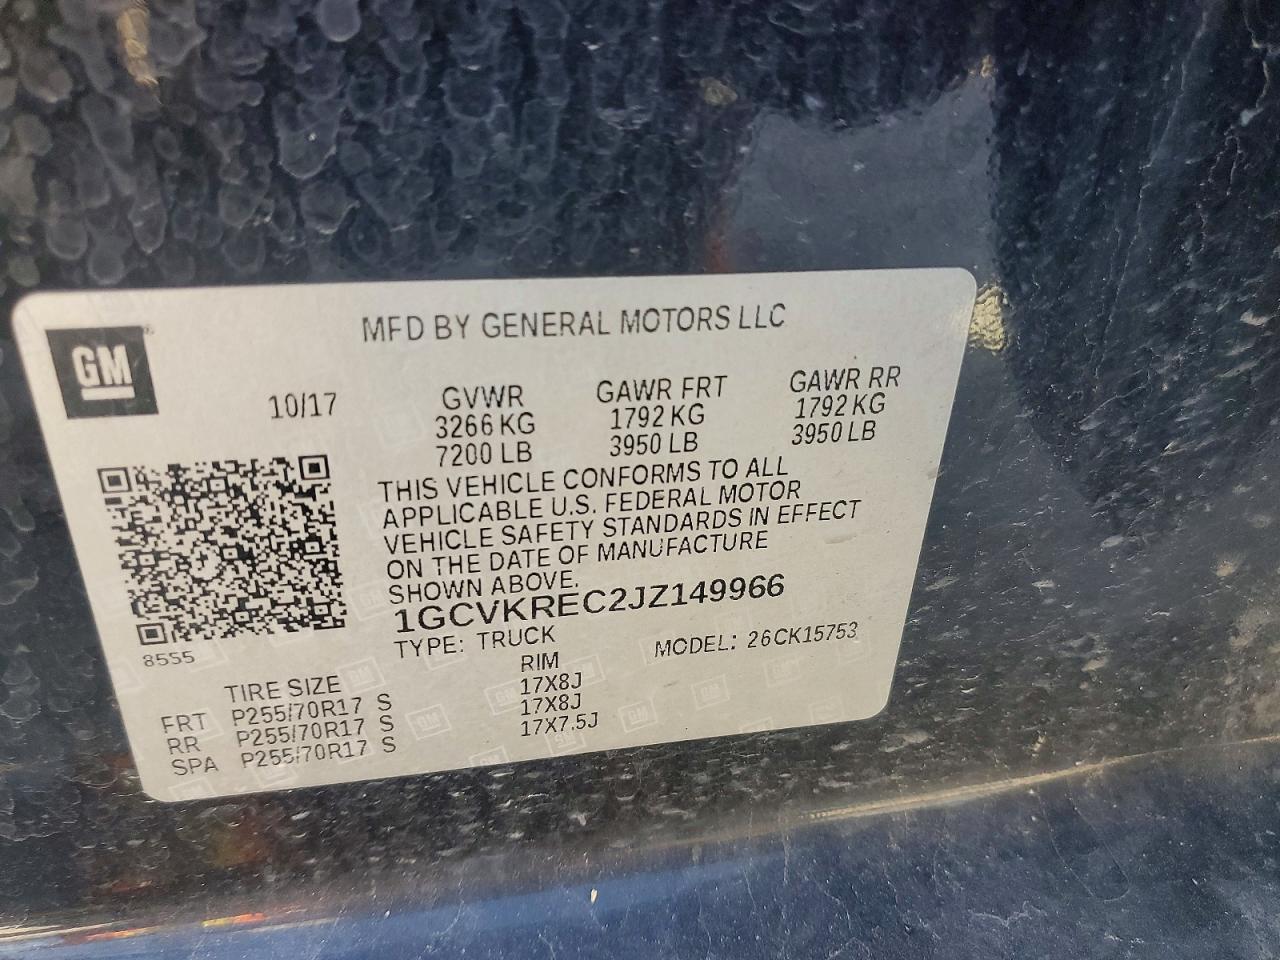 GM
MFD BY GENERAL MOTORS LLC
10/17
GVWR GAWR FRT GAWR RR
3266 KG 1792 KG 1792 KG
7200 LB 3950 LB 3950 LB
THIS VEHICLE CONFORMS TO ALL
APPLICABLE U.S. FEDERAL MOTOR
VEHICLE SAFETY STANDARDS IN EFFECT
ON THE DATE OF MANUFACTURE
SHOWN ABOVE.
1GCVKREC2JZ149966
TYPE: TRUCK MODEL: 26CK15753
8555
TIRE SIZE RIM
FRT P255/70R17 S 17X8J
RR P255/70R17 S 17X8J
SPA P255/70R17 S 17X7.5J